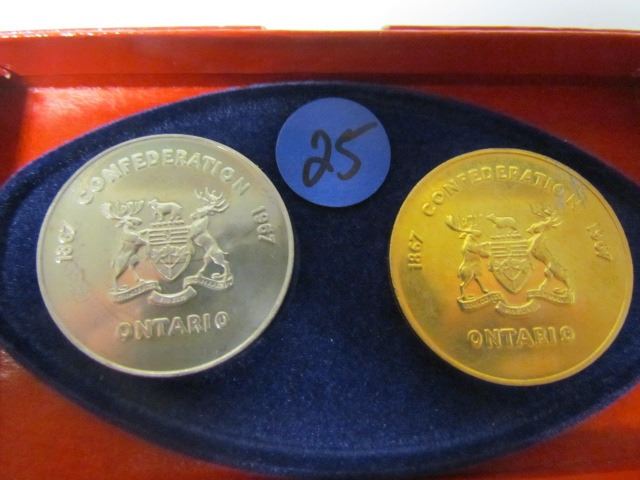 25
CONFEDERATION
1867 1967
ONTARIO
CONFEDERATION
1867 1967
ONTARIO